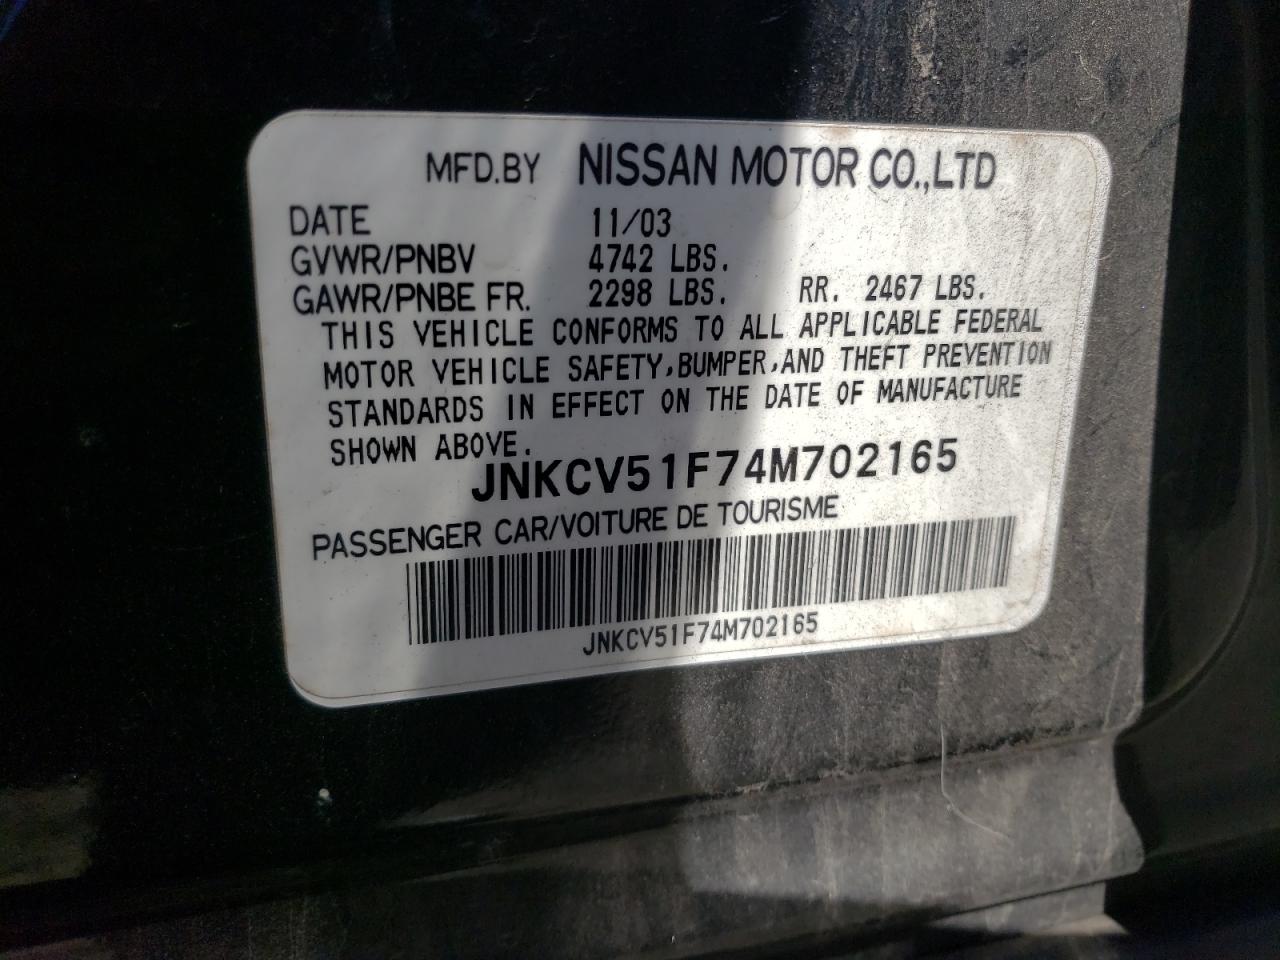 MFD.BY NISSAN MOTOR CO.,LTD
DATE 11/03
GVWR/PNBV 4742 LBS.
GAWR/PNBE FR. 2298 LBS. RR. 2467 LBS.
THIS VEHICLE CONFORMS TO ALL APPLICABLE FEDERAL
MOTOR VEHICLE SAFETY,BUMPER,AND THEFT PREVENTION
STANDARDS IN EFFECT ON THE DATE OF MANUFACTURE
SHOWN ABOVE.
JNKCV51F74M702165
PASSENGER CAR/VOITURE DE TOURISME
JNKCV51F74M702165